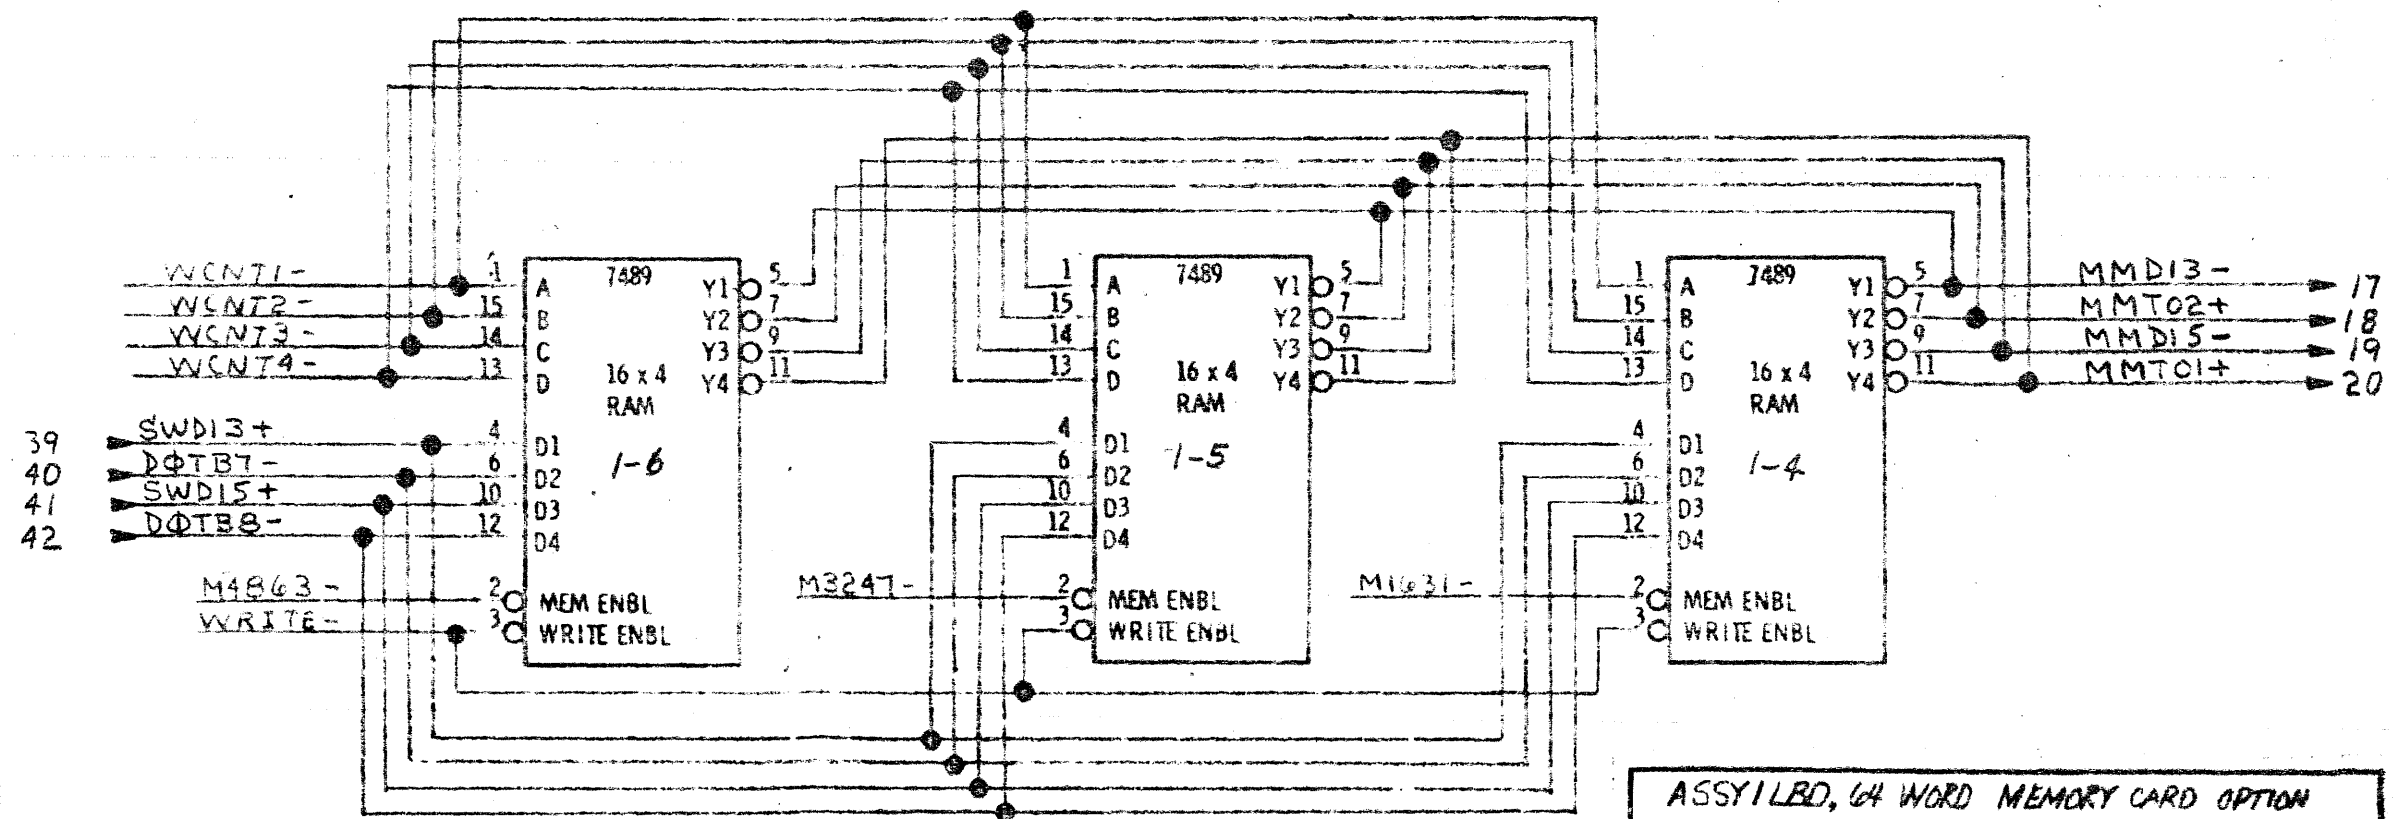 WCNT1-
WCNT2-
WCNT3-
WCNT4-
39 SWD13+
40 DØTB7-
41 SWD15+
42 DØTB8-
M4863-
WRITE-
1
15
14
13
4
6
10
12
2
3
7489
A
B
C
D
16 x 4
RAM
D1
D2
D3
D4
1-6
MEM ENBL
WRITE ENBL
Y1
Y2
Y3
Y4
5
7
9
11
M3247-
1
15
14
13
4
6
10
12
2
3
7489
A
B
C
D
16 x 4
RAM
D1
D2
D3
D4
1-5
MEM ENBL
WRITE ENBL
Y1
Y2
Y3
Y4
5
7
9
11
M1631-
1
15
14
13
4
6
10
12
2
3
7489
A
B
C
D
16 x 4
RAM
D1
D2
D3
D4
1-4
MEM ENBL
WRITE ENBL
Y1
Y2
Y3
Y4
5
7
9
11
MMD13- 17
MMT02+ 18
MMD15- 19
MMT01+ 20
ASSY/LBD, 64 WORD MEMORY CARD OPTION